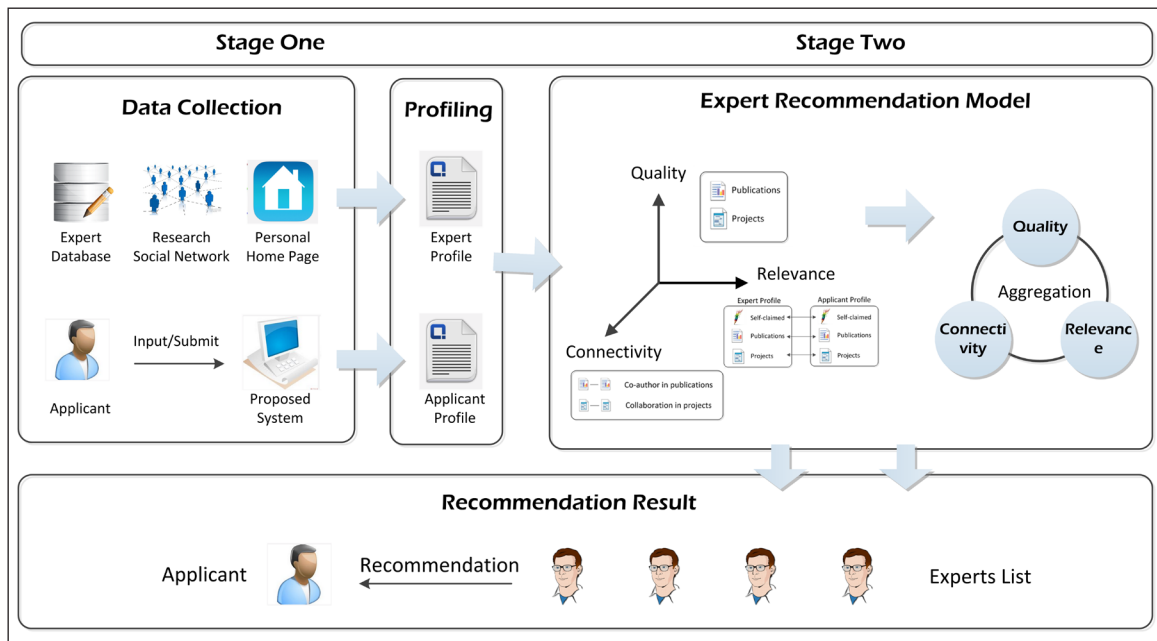 Stage One
Stage Two
Data Collection
Profiling
Expert Recommendation Model
Expert
Database
Research
Social Network
Personal
Home Page
Expert
Profile
Applicant
Input/Submit
Proposed
System
Applicant
Profile
Quality
Publications
Projects
Relevance
Expert Profile
Applicant Profile
Self-claimed
Self-claimed
Publications
Publications
Projects
Projects
Connectivity
Co-author in publications
Collaboration in projects
Quality
Aggregation
Connecti
vity
Relevanc
e
Recommendation Result
Applicant
Recommendation
Experts List